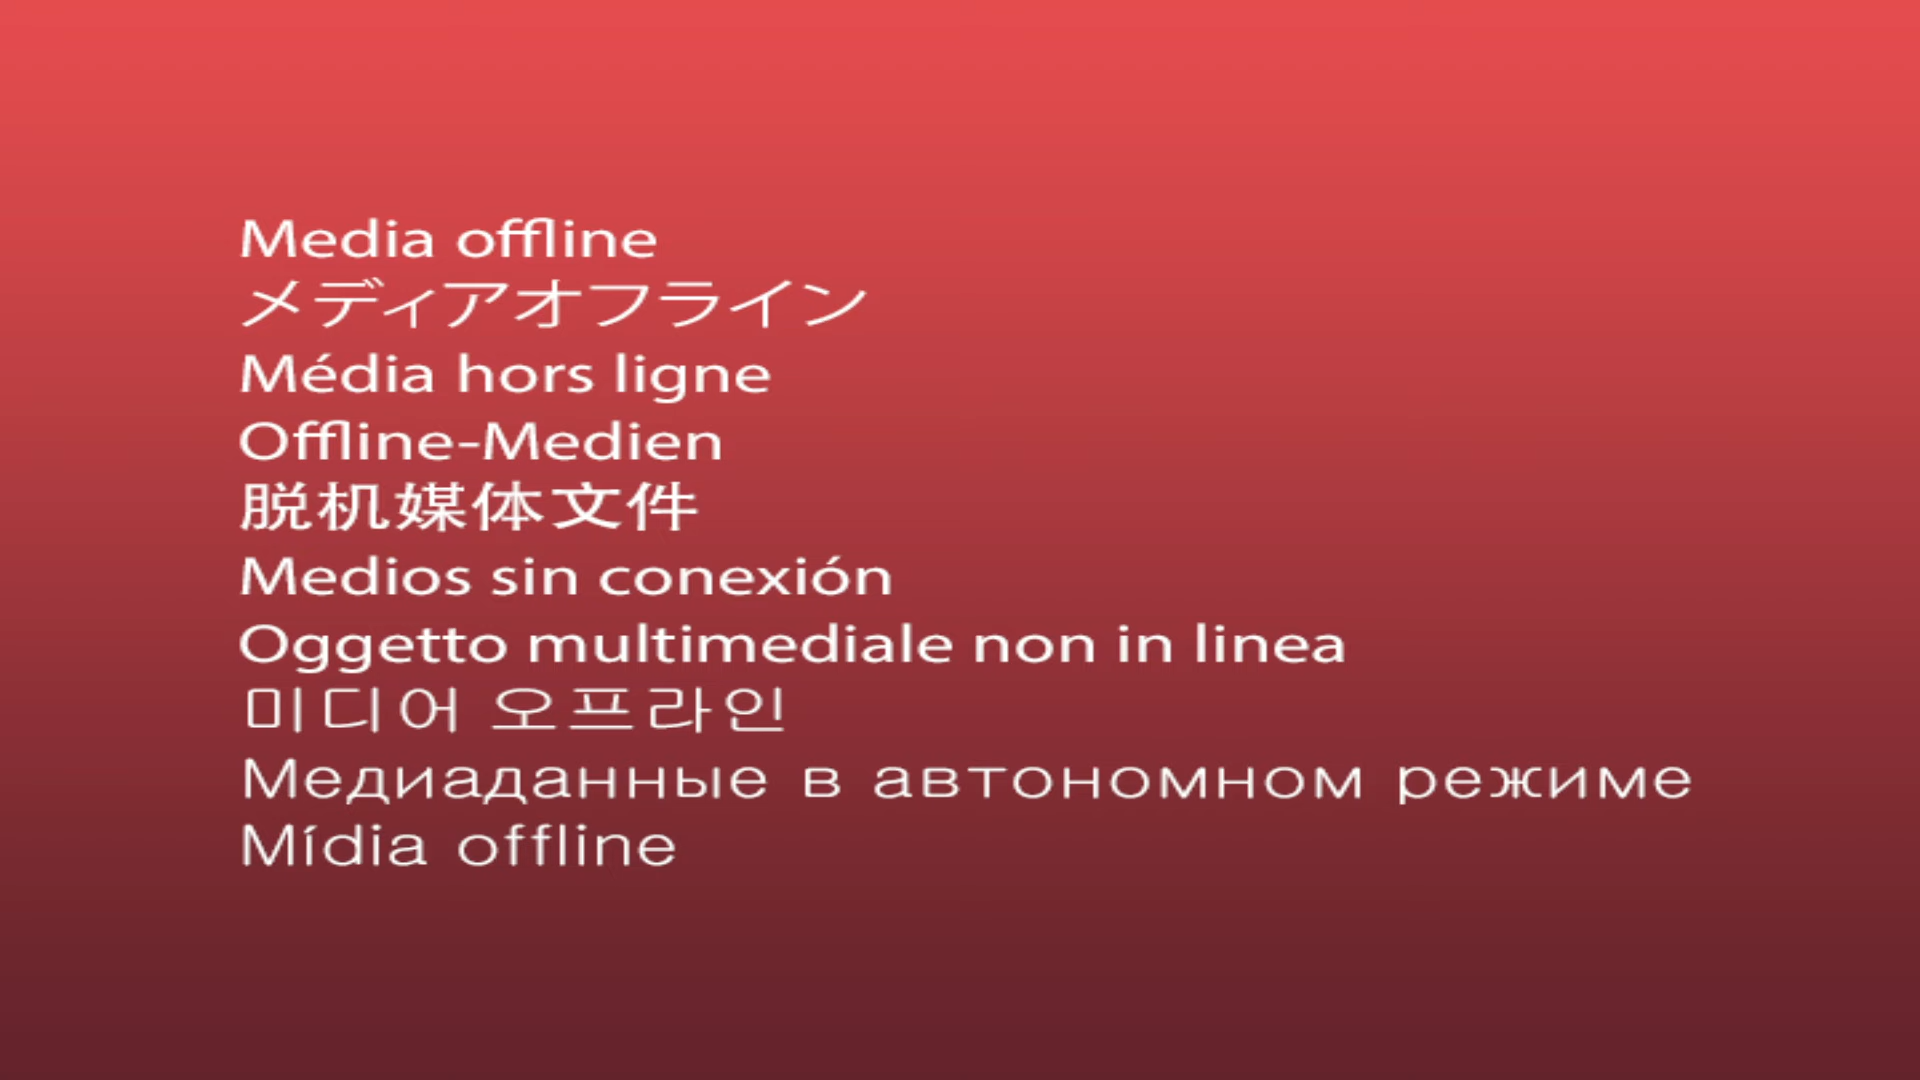 Media offline
メディアオフライン
Média hors ligne
Offline-Medien
脱机媒体文件
Medios sin conexión
Oggetto multimediale non in linea
미디어 오프라인
Медиаданные в автономном режиме
Mídia offline